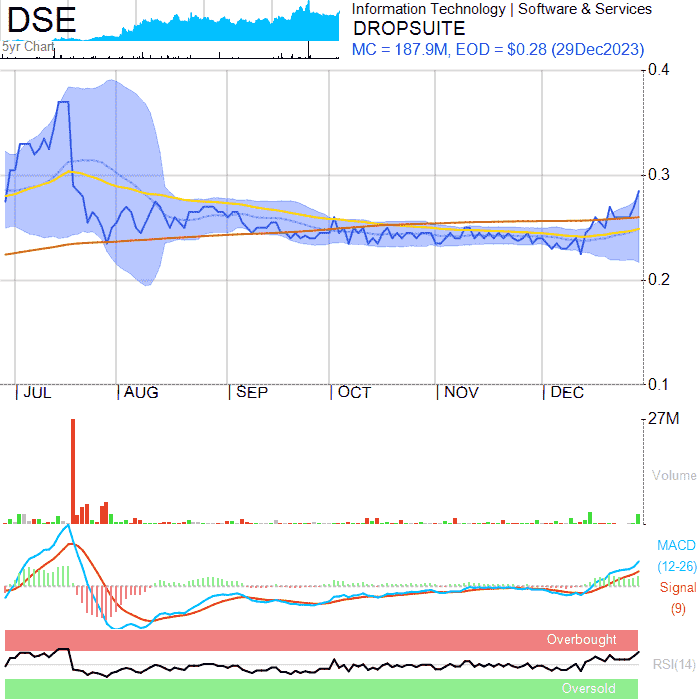 DSE
5yr Chart
Information Technology | Software & Services
DROPSUITE
MC = 187.9M, EOD = $0.28 (29Dec2023)
0.4
0.3
0.2
0.1
JUL AUG SEP OCT NOV DEC
27M
Volume
MACD
(12-26)
Signal
(9)
Overbought
RSI(14)
Oversold